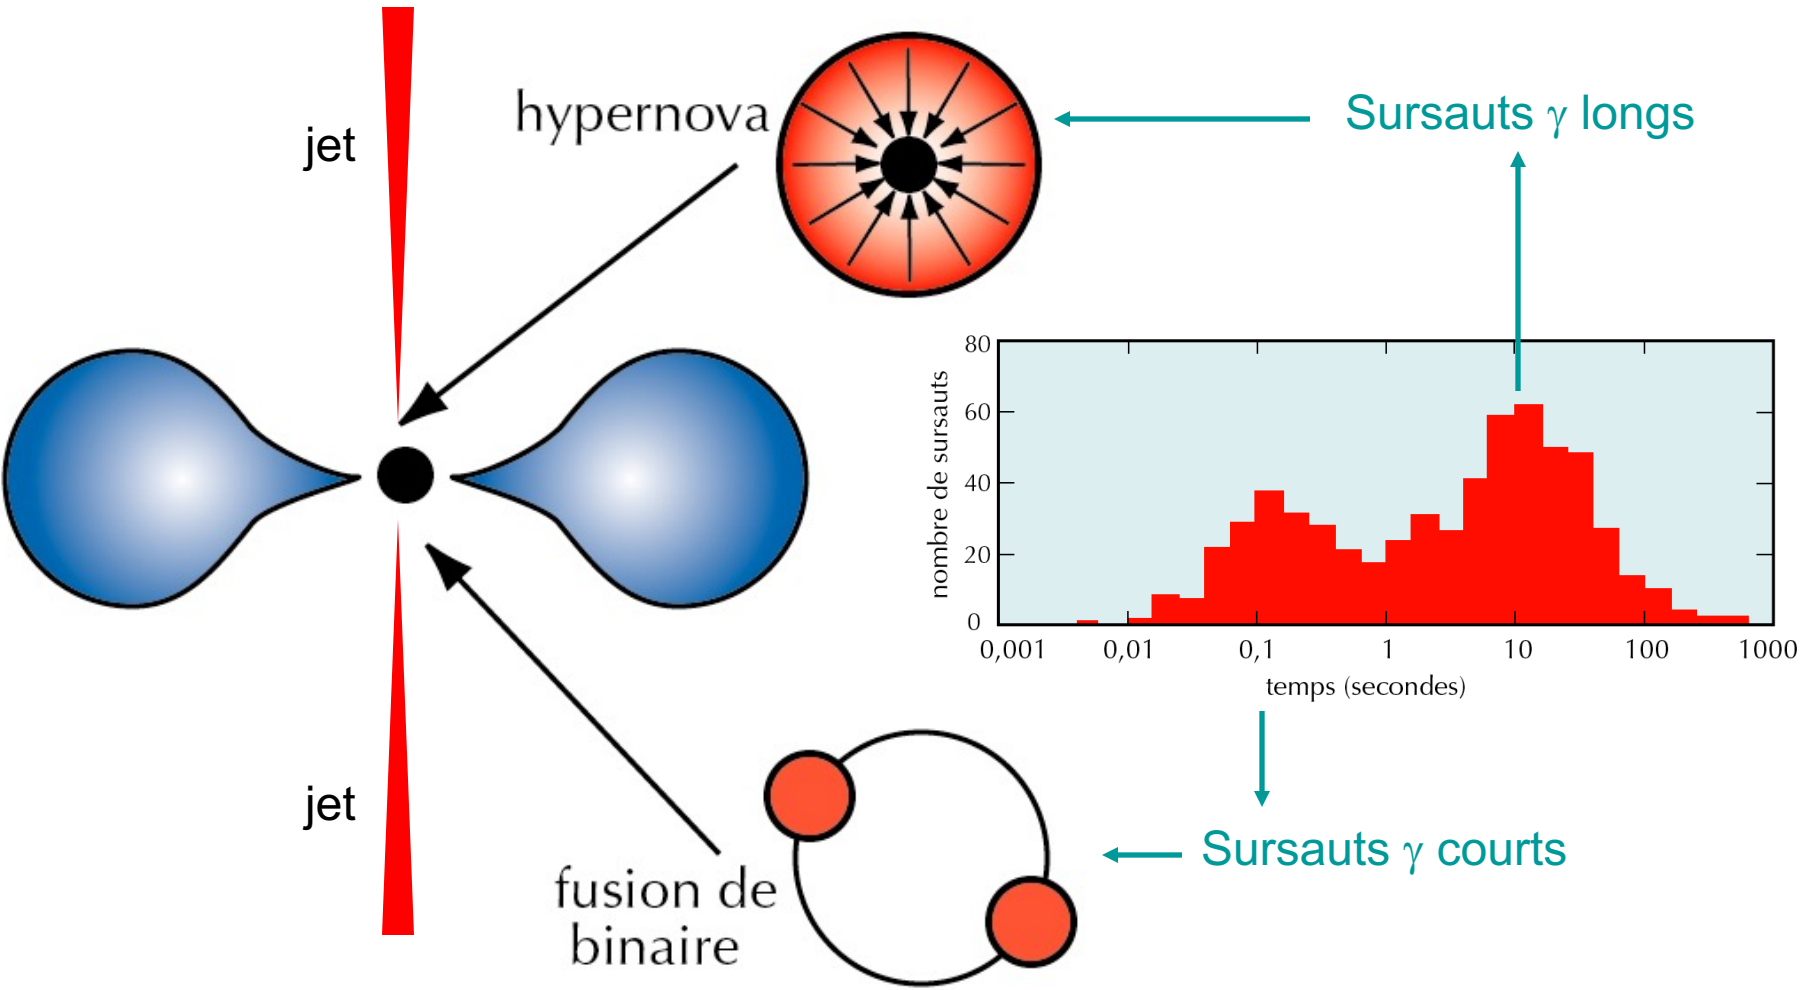 jet
hypernova
Sursauts γ longs
80
60
40
20
0
nombre de sursauts
0,001 0,01 0,1 1 10 100 1000
temps (secondes)
jet
Sursauts γ courts
fusion de
binaire